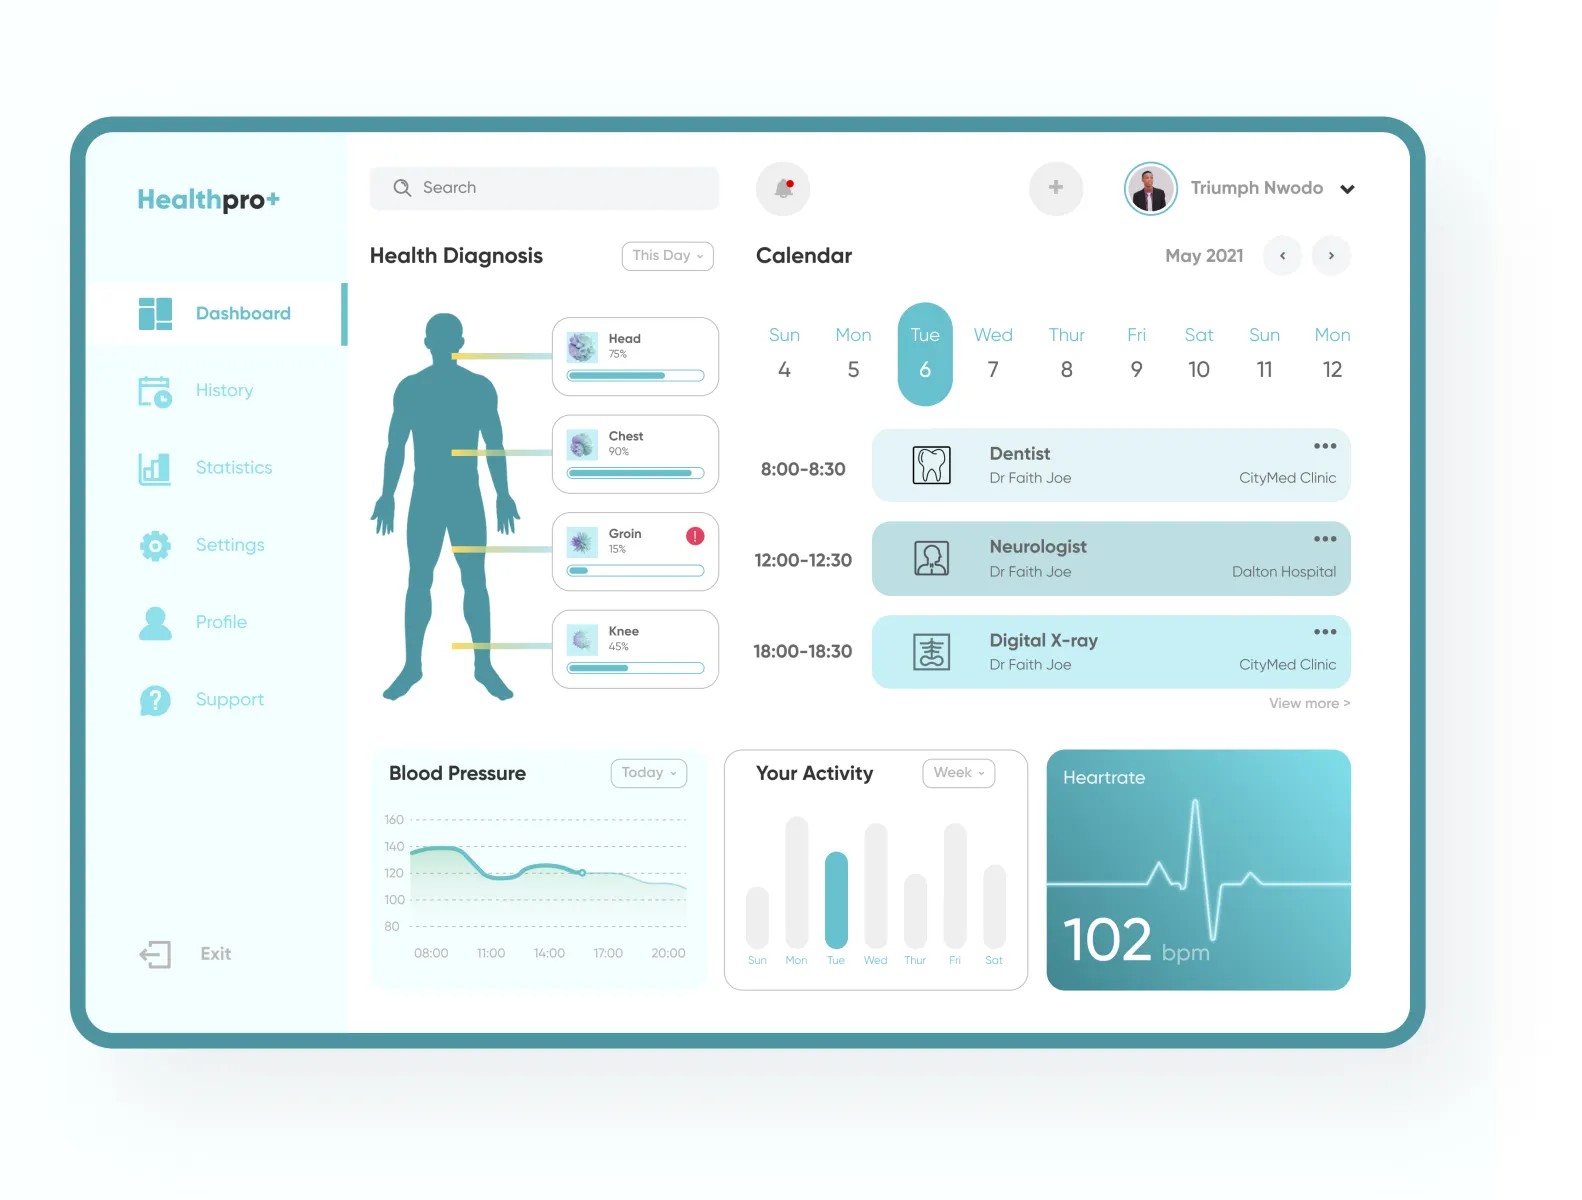 Healthpro+
Dashboard
History
Statistics
Settings
Profile
Support
Exit
Search
Triumph Nwodo
Health Diagnosis
This Day
Head
75%
Chest
90%
Groin
15%
!
Knee
45%
Calendar
May 2021
Sun Mon Tue Wed Thur Fri Sat Sun Mon
4 5 6 7 8 9 10 11 12
8:00-8:30
Dentist
Dr Faith Joe
CityMed Clinic
12:00-12:30
Neurologist
Dr Faith Joe
Dalton Hospital
18:00-18:30
Digital X-ray
Dr Faith Joe
CityMed Clinic
View more >
Blood Pressure
Today
160
140
120
100
80
08:00 11:00 14:00 17:00 20:00
Your Activity
Week
Sun Mon Tue Wed Thur Fri Sat
Heartrate
102 bpm